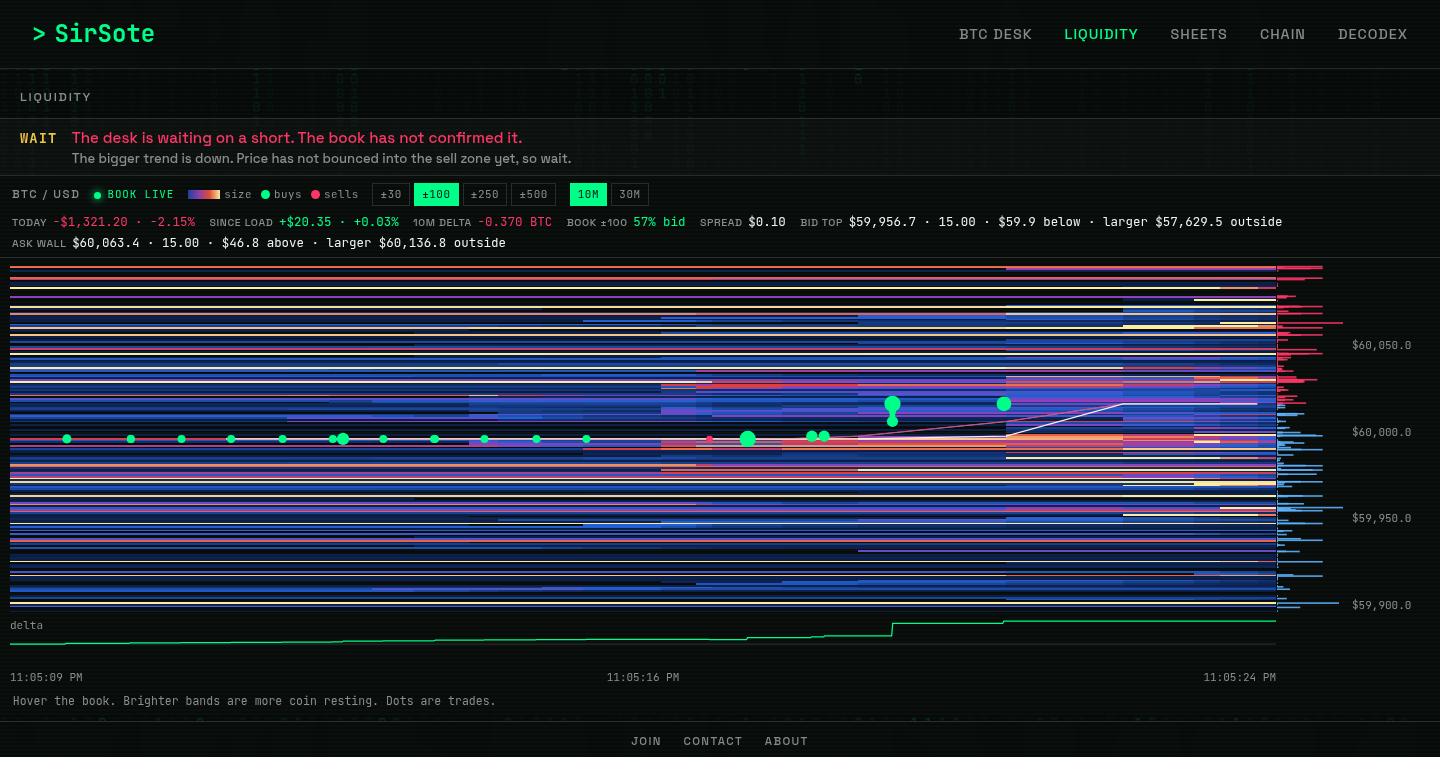 > SirSote
BTC DESK LIQUIDITY SHEETS CHAIN DECODEX
LIQUIDITY
WAIT The desk is waiting on a short. The book has not confirmed it.
The bigger trend is down. Price has not bounced into the sell zone yet, so wait.
BTC / USD BOOK LIVE size buys sells ±30 ±100 ±250 ±500 10M 30M
TODAY -$1,321.20 · -2.15% SINCE LOAD +$20.35 · +0.03% 10M DELTA -0.370 BTC BOOK ±100 57% bid SPREAD $0.10 BID TOP $59,956.7 · 15.00 · $59.9 below · larger $57,629.5 outside
ASK WALL $60,063.4 · 15.00 · $46.8 above · larger $60,136.8 outside
$60,050.0
$60,000.0
$59,950.0
$59,900.0
delta
11:05:09 PM 11:05:16 PM 11:05:24 PM
Hover the book. Brighter bands are more coin resting. Dots are trades.
JOIN CONTACT ABOUT